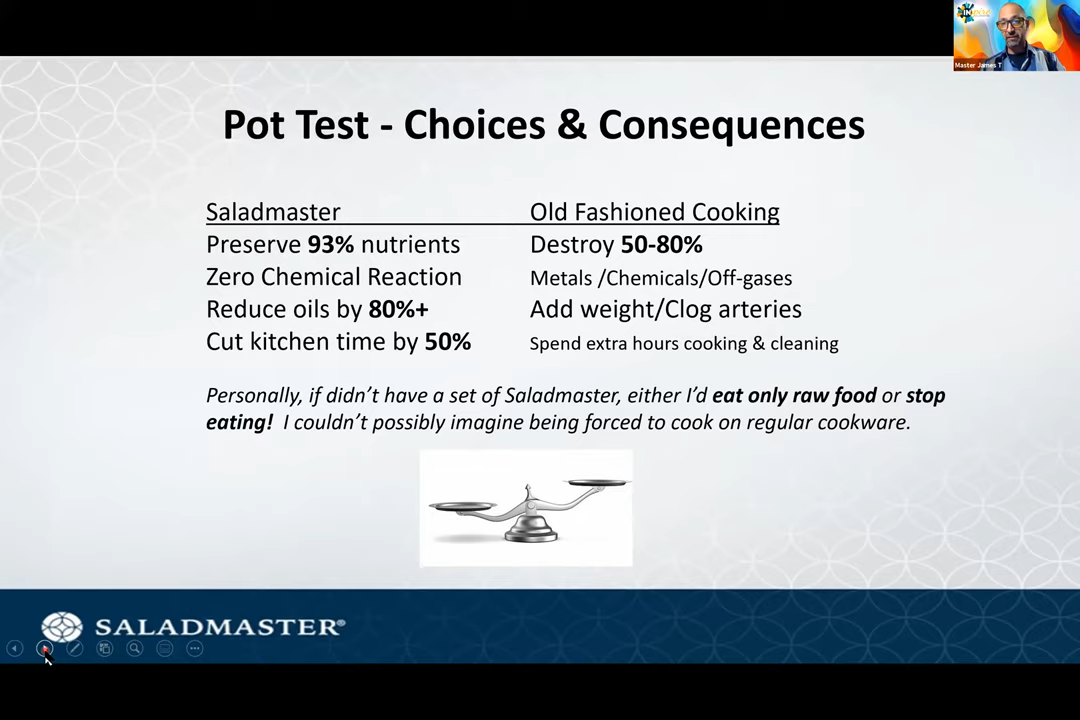 Master James T
Pot Test - Choices & Consequences
Saladmaster Old Fashioned Cooking
Preserve 93% nutrients Destroy 50-80%
Zero Chemical Reaction Metals /Chemicals/Off-gases
Reduce oils by 80%+ Add weight/Clog arteries
Cut kitchen time by 50% Spend extra hours cooking & cleaning
Personally, if didn’t have a set of Saladmaster, either I’d eat only raw food or stop
eating! I couldn’t possibly imagine being forced to cook on regular cookware.
SALADMASTER®